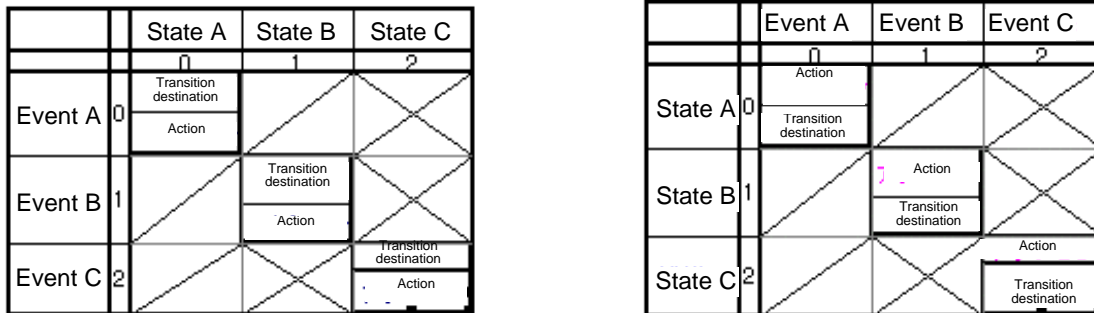 State A State B State C
0 1 2
Event A 0 Transition
destination
Action
Event B 1 Transition
destination
Action
Event C 2 Transition
destination
Action
Event A Event B Event C
0 1 2
State A 0 Action
Transition
destination
State B 1 Action
Transition
destination
State C 2 Action
Transition
destination